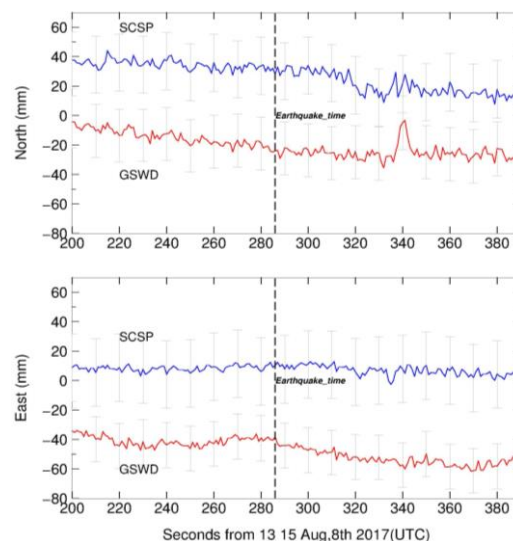 60
SCSP
40
20
0
Earthquake_time
-20
North (mm)
-40
GSWD
-60
-80
200 220 240 260 280 300 320 340 360 380
60
40
SCSP
20
0
Earthquake_time
-20
East (mm)
-40
-60
GSWD
-80
200 220 240 260 280 300 320 340 360 380
Seconds from 13 15 Aug,8th 2017(UTC)